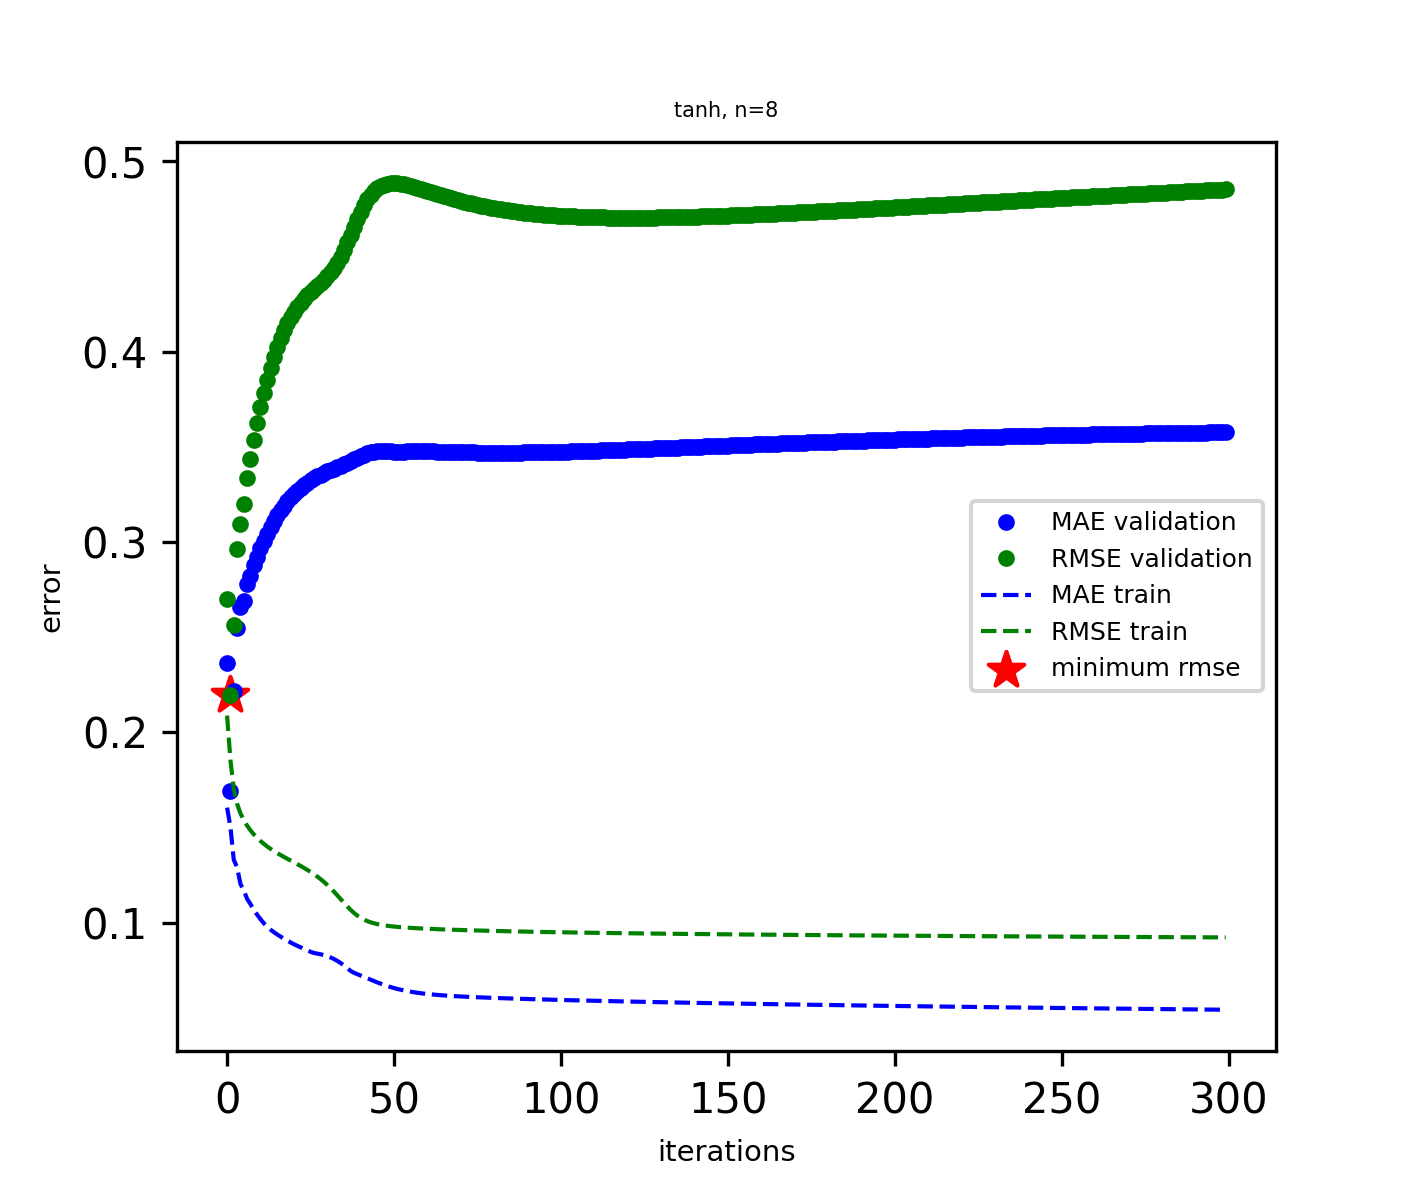 tanh, n=8
0.5
0.4
0.3
0.2
0.1
error
MAE validation
RMSE validation
MAE train
RMSE train
minimum rmse
0 50 100 150 200 250 300
iterations